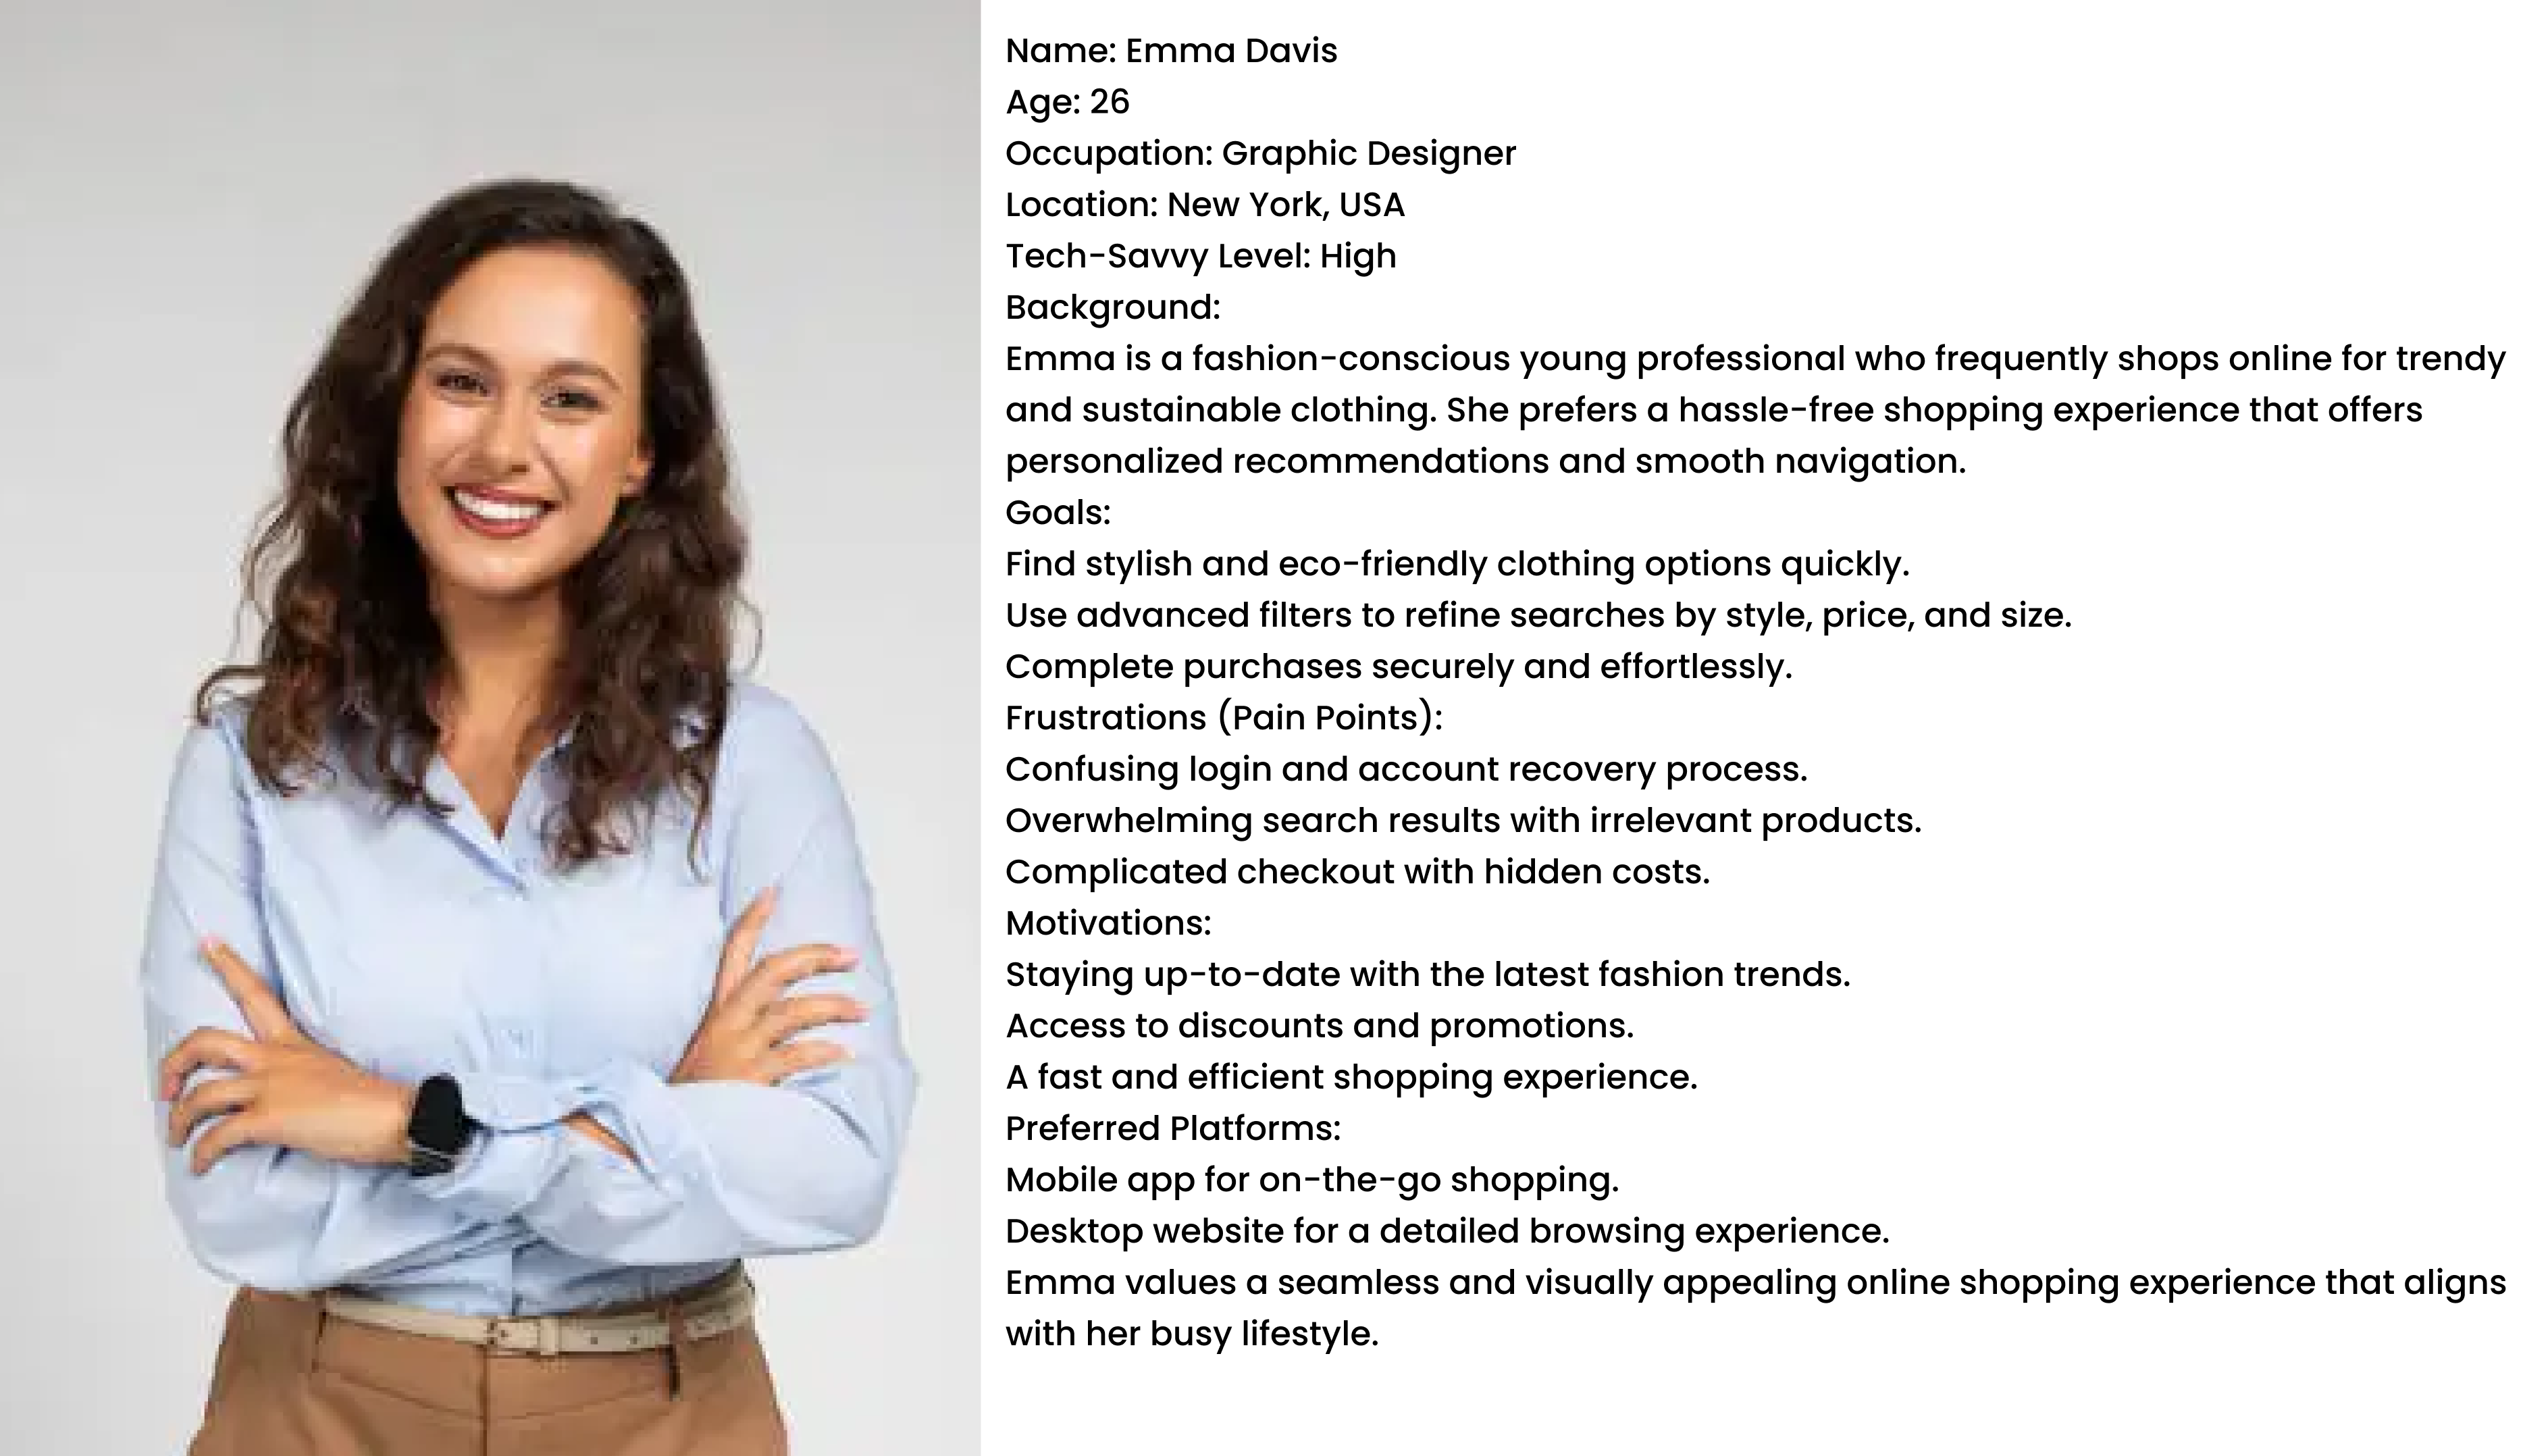 Name: Emma Davis
Age: 26
Occupation: Graphic Designer
Location: New York, USA
Tech-Savvy Level: High
Background:
Emma is a fashion-conscious young professional who frequently shops online for trendy
and sustainable clothing. She prefers a hassle-free shopping experience that offers
personalized recommendations and smooth navigation.
Goals:
Find stylish and eco-friendly clothing options quickly.
Use advanced filters to refine searches by style, price, and size.
Complete purchases securely and effortlessly.
Frustrations (Pain Points):
Confusing login and account recovery process.
Overwhelming search results with irrelevant products.
Complicated checkout with hidden costs.
Motivations:
Staying up-to-date with the latest fashion trends.
Access to discounts and promotions.
A fast and efficient shopping experience.
Preferred Platforms:
Mobile app for on-the-go shopping.
Desktop website for a detailed browsing experience.
Emma values a seamless and visually appealing online shopping experience that aligns
with her busy lifestyle.